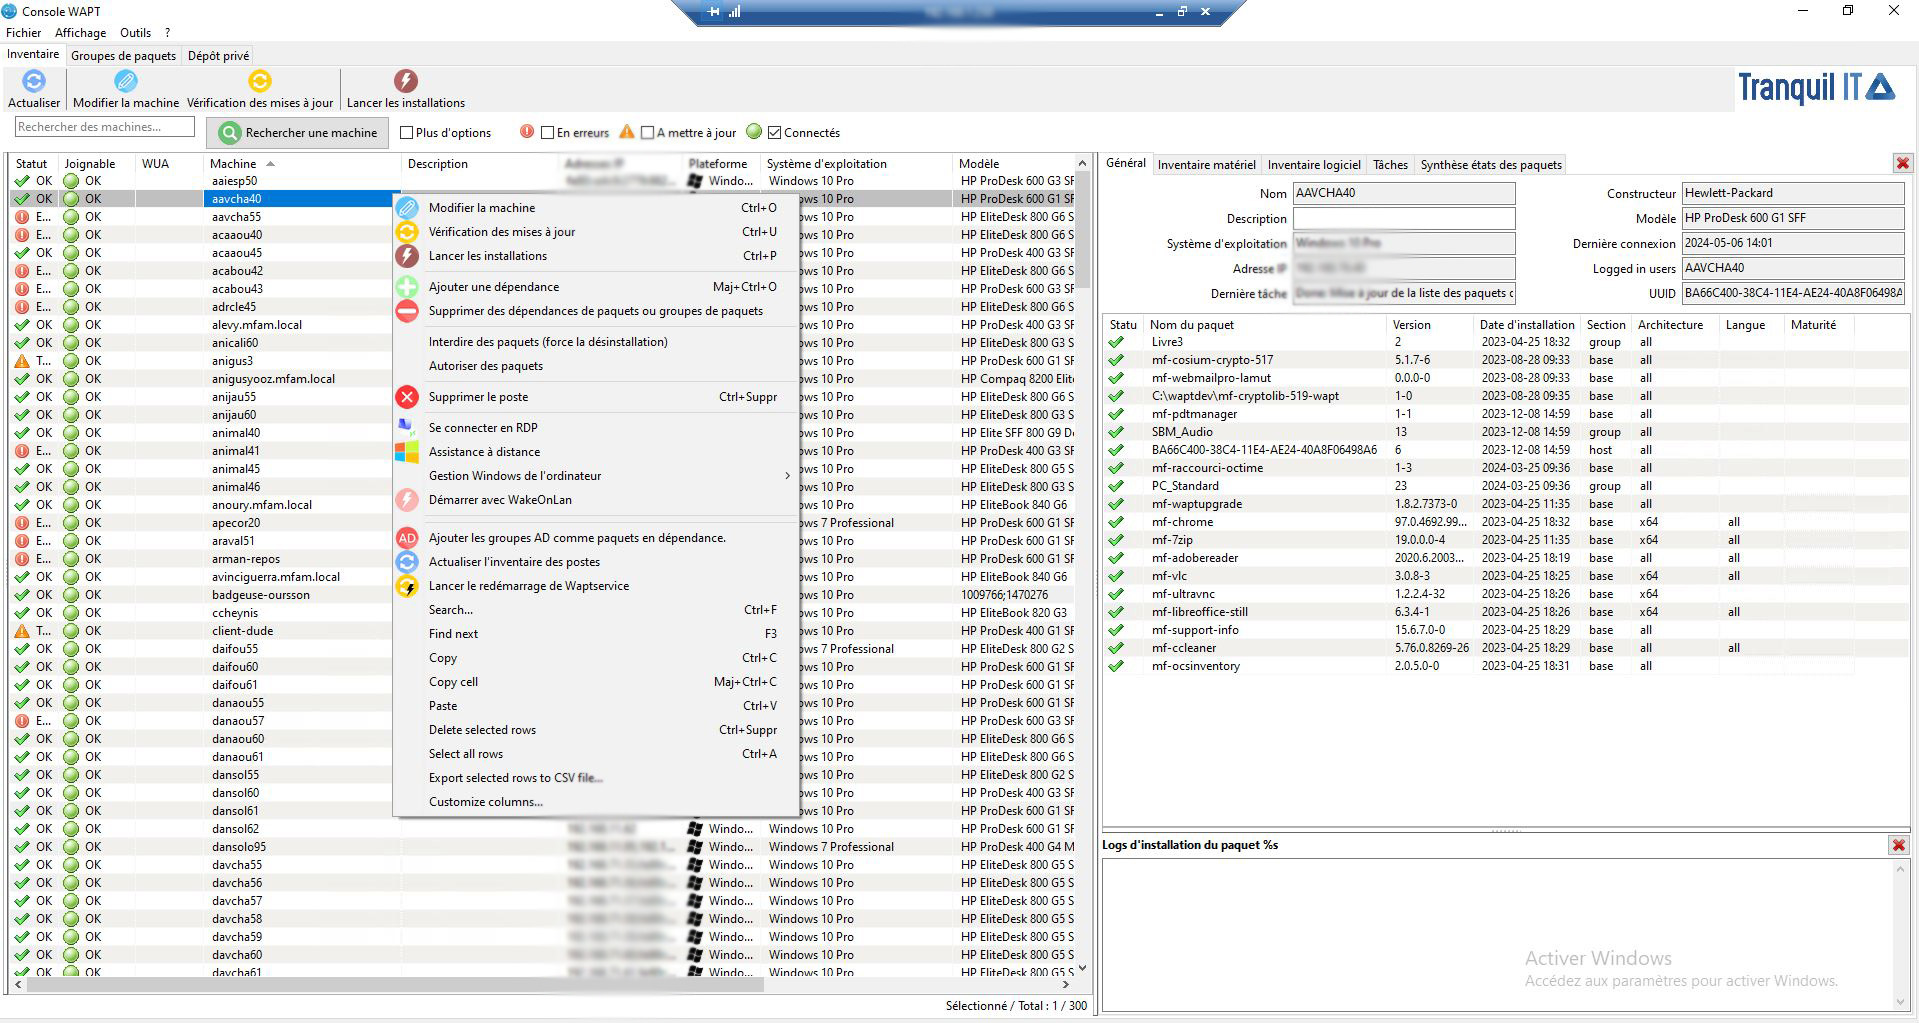 Console WAPT
Fichier Affichage Outils ?
Inventaire Groupes de paquets Dépôt privé
Actualiser Modifier la machine Vérification des mises à jour Lancer les installations
Tranquil IT
Rechercher des machines... Rechercher une machine Plus d'options En erreurs A mettre à jour Connectés
Statut Joignable WUA Machine Description Plateforme Système d'exploitation Modèle
OK OK aaiesp50 Windo... Windows 10 Pro HP ProDesk 600 G3 SF
OK OK aavcha40 ows 10 Pro HP ProDesk 600 G1 SF
E... OK aavcha55 ows 10 Pro HP EliteDesk 800 G6 S
E... OK acaaou40 ows 10 Pro HP EliteDesk 800 G6 S
OK OK acaaou45 ows 10 Pro HP ProDesk 400 G3 SF
E... OK acabou42 ows 10 Pro HP EliteDesk 800 G6 S
E... OK acabou43 ows 10 Pro HP EliteDesk 800 G3 S
E... OK adrcle45 ows 10 Pro HP EliteDesk 800 G6 S
OK OK alevy.mfam.local ows 10 Pro HP ProDesk 400 G3 SF
OK OK anicali60 ows 10 Pro HP EliteDesk 800 G3 S
T... OK anigus3 ows 10 Pro HP ProDesk 600 G1 SF
OK OK anigusyooz.mfam.local ows 10 Pro HP Compaq 8200 Elit
OK OK anijau55 ows 10 Pro HP EliteDesk 800 G6 S
OK OK anijau60 ows 10 Pro HP ProDesk 400 G3 SF
OK OK animal40 ows 10 Pro HP Elite SFF 800 G9 De
E... OK animal41 ows 10 Pro HP ProDesk 400 G3 SF
OK OK animal45 ows 10 Pro HP EliteDesk 800 G5 S
OK OK animal46 ows 10 Pro HP EliteDesk 800 G3 S
OK OK anoury.mfam.local ows 10 Pro HP EliteBook 840 G6
E... OK apecor20 ows 7 Professional HP ProDesk 600 G1 SF
E... OK araval51 ows 10 Pro HP EliteDesk 800 G5 S
E... OK arman-repos ows 10 Pro HP ProDesk 600 G1 SF
OK OK avinciguerra.mfam.local ows 10 Pro HP EliteBook 840 G6
OK OK badgeuse-oursson ows 10 Pro 1009766;1470276
OK OK ccheynis ows 10 Pro HP EliteBook 820 G3
T... OK client-dude ows 10 Pro HP ProDesk 400 G1 SF
OK OK daifou55 ows 7 Professional HP EliteDesk 800 G2 S
OK OK daifou60 ows 10 Pro HP ProDesk 600 G1 SF
OK OK daifou61 ows 10 Pro HP ProDesk 400 G3 SF
OK OK danaou55 ows 10 Pro HP ProDesk 600 G1 SF
E... OK danaou57 ows 10 Pro HP ProDesk 600 G3 SF
OK OK danaou60 ows 10 Pro HP EliteDesk 800 G6 S
OK OK danaou61 ows 10 Pro HP EliteDesk 800 G6 S
OK OK dansol55 ows 10 Pro HP EliteDesk 800 G2 S
OK OK dansol60 ows 10 Pro HP ProDesk 400 G3 SF
OK OK dansol61 ows 10 Pro HP ProDesk 600 G1 SF
OK OK dansol62 Windo... Windows 10 Pro HP ProDesk 600 G1 SF
OK OK dansolo95 Windo... Windows 7 Professional HP ProDesk 400 G4 M
OK OK davcha55 Windo... Windows 10 Pro HP EliteDesk 800 G5 S
OK OK davcha56 Windo... Windows 10 Pro HP EliteDesk 800 G5 S
OK OK davcha57 Windo... Windows 10 Pro HP EliteDesk 800 G5 S
OK OK davcha58 Windo... Windows 10 Pro HP EliteDesk 800 G5 S
OK OK davcha59 Windo... Windows 10 Pro HP EliteDesk 800 G5 S
OK OK davcha60 Windo... Windows 10 Pro HP EliteDesk 800 G5 S
OK OK davcha61 Windo... Windows 10 Pro HP EliteDesk 800 G5 S
Sélectionné / Total : 1 / 300
Modifier la machine Ctrl+O
Vérification des mises à jour Ctrl+U
Lancer les installations Ctrl+P
Ajouter une dépendance Maj+Ctrl+O
Supprimer des dépendances de paquets ou groupes de paquets
Interdire des paquets (force la désinstallation)
Autoriser des paquets
Supprimer le poste Ctrl+Suppr
Se connecter en RDP
Assistance à distance
Gestion Windows de l'ordinateur
Démarrer avec WakeOnLan
AD Ajouter les groupes AD comme paquets en dépendance.
Actualiser l'inventaire des postes
Lancer le redémarrage de Waptservice
Search... Ctrl+F
Find next F3
Copy Ctrl+C
Copy cell Maj+Ctrl+C
Paste Ctrl+V
Delete selected rows Ctrl+Suppr
Select all rows Ctrl+A
Export selected rows to CSV file...
Customize columns...
Général Inventaire matériel Inventaire logiciel Tâches Synthèse états des paquets
Nom AAVCHA40 Constructeur Hewlett-Packard
Description Modèle HP ProDesk 600 G1 SFF
Système d'exploitation Windows 10 Pro Dernière connexion 2024-05-06 14:01
Adresse IP Logged in users AAVCHA40
Dernière tâche Done: Mise à jour de la liste des paquets d UUID BA66C400-38C4-11E4-AE24-40A8F06498A
Statu Nom du paquet Version Date d'installation Section Architecture Langue Maturité
Livre3 2 2023-04-25 18:32 group all
mf-cosium-crypto-517 5.1.7-6 2023-08-28 09:33 base all
mf-webmailpro-lamut 0.0.0-0 2023-08-28 09:33 base all
C:\waptdev\mf-cryptolib-519-wapt 1-0 2023-08-28 09:35 base all
mf-pdtmanager 1-1 2023-12-08 14:59 base all
SBM_Audio 13 2023-12-08 14:59 group all
BA66C400-38C4-11E4-AE24-40A8F06498A6 6 2023-12-08 14:59 host all
mf-raccourci-octime 1-3 2024-03-25 09:36 base all
PC_Standard 23 2024-03-25 09:36 group all
mf-waptupgrade 1.8.2.7373-0 2023-04-25 11:35 base all
mf-chrome 97.0.4692.99... 2023-04-25 18:32 base x64 all
mf-7zip 19.0.0.0-4 2023-04-25 11:35 base x64 all
mf-adobereader 2020.6.2003... 2023-04-25 18:19 base all all
mf-vlc 3.0.8-3 2023-04-25 18:25 base x64 all
mf-ultravnc 1.2.2.4-32 2023-04-25 18:26 base x64
mf-libreoffice-still 6.3.4-1 2023-04-25 18:26 base x64 all
mf-support-info 15.6.7.0-0 2023-04-25 18:29 base all
mf-ccleaner 5.76.0.8269-26 2023-04-25 18:29 base all all
mf-ocsinventory 2.0.5.0-0 2023-04-25 18:31 base all
Logs d'installation du paquet %s
Activer Windows
Accédez aux paramètres pour activer Windows.